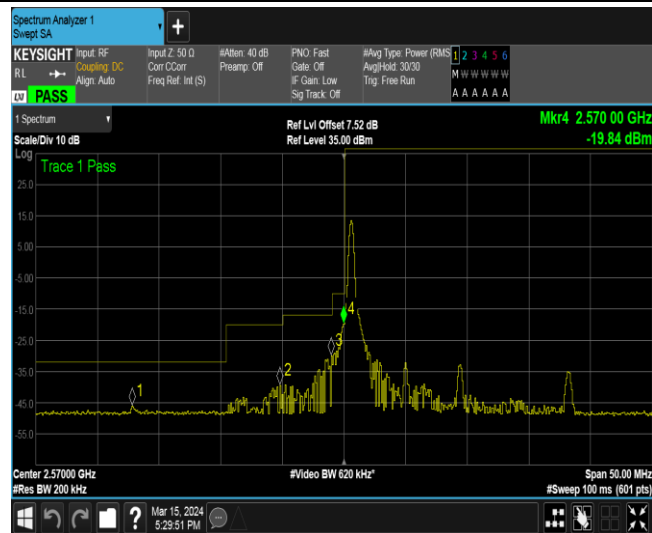 Spectrum Analyzer 1
Swept SA
+
KEYSIGHT
RL
LXI PASS
Input: RF
Coupling: DC
Align: Auto
Input Z: 50 Ω
Corr CCorr
Freq Ref: Int (S)
#Atten: 40 dB
Preamp: Off
PNO: Fast
Gate: Off
IF Gain: Low
Sig Track: Off
#Avg Type: Power (RMS
Avg|Hold: 30/30
Trig: Free Run
1 2 3 4 5 6
M W W W W W
A A A A A A
1 Spectrum
Scale/Div 10 dB
Ref Lvl Offset 7.52 dB
Ref Level 35.00 dBm
Mkr4 2.570 00 GHz
-19.84 dBm
Log
Trace 1 Pass
25.0
15.0
5.00
-5.00
-15.0
-25.0
-35.0
-45.0
-55.0
1
2
3
4
Center 2.57000 GHz
#Res BW 200 kHz
#Video BW 620 kHz*
Span 50.00 MHz
#Sweep 100 ms (601 pts)
?
Mar 15, 2024
5:29:51 PM